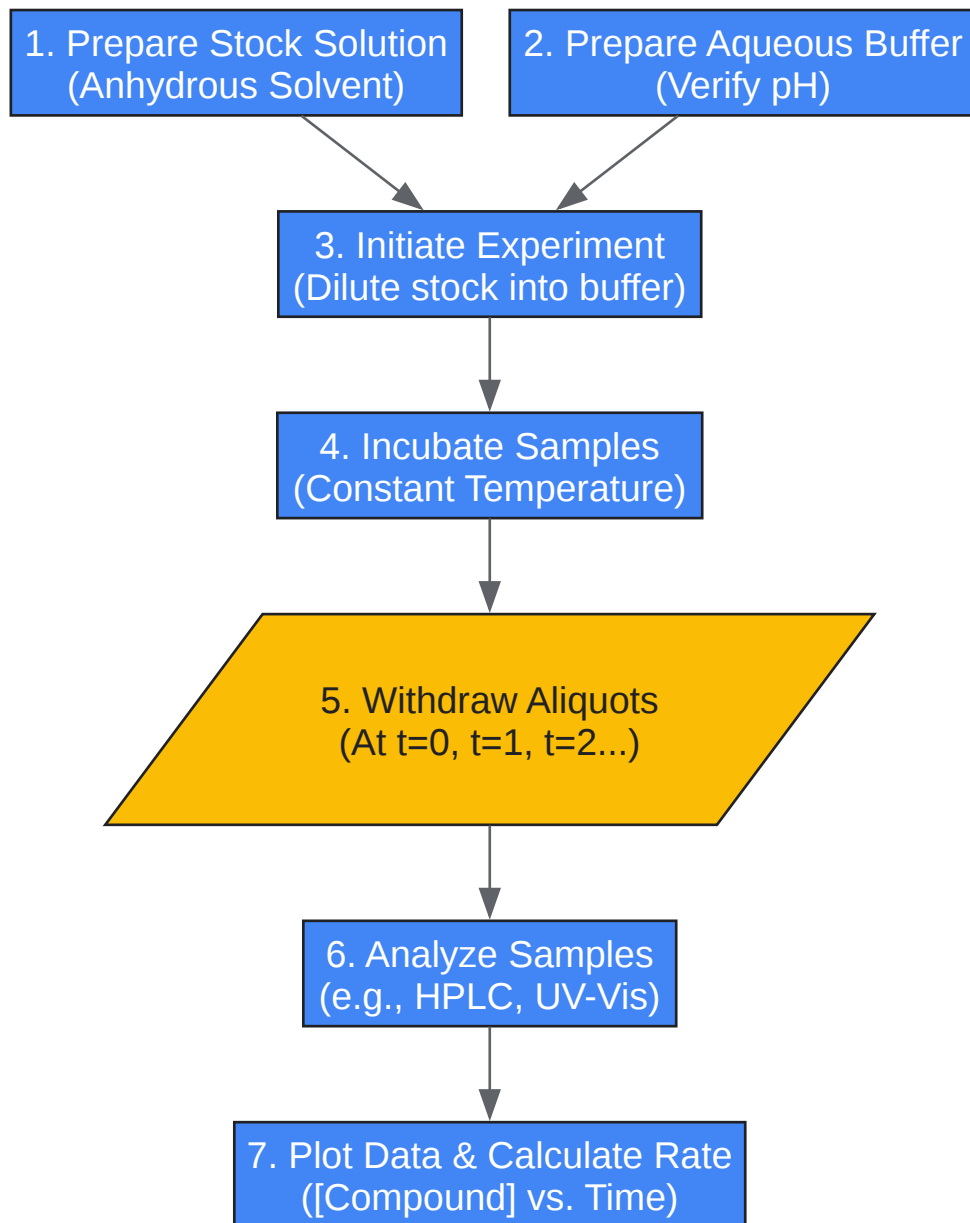 1. Prepare Stock Solution
(Anhydrous Solvent)
2. Prepare Aqueous Buffer
(Verify pH)
3. Initiate Experiment
(Dilute stock into buffer)
4. Incubate Samples
(Constant Temperature)
5. Withdraw Aliquots
(At t=0, t=1, t=2...)
6. Analyze Samples
(e.g., HPLC, UV-Vis)
7. Plot Data & Calculate Rate
([Compound] vs. Time)